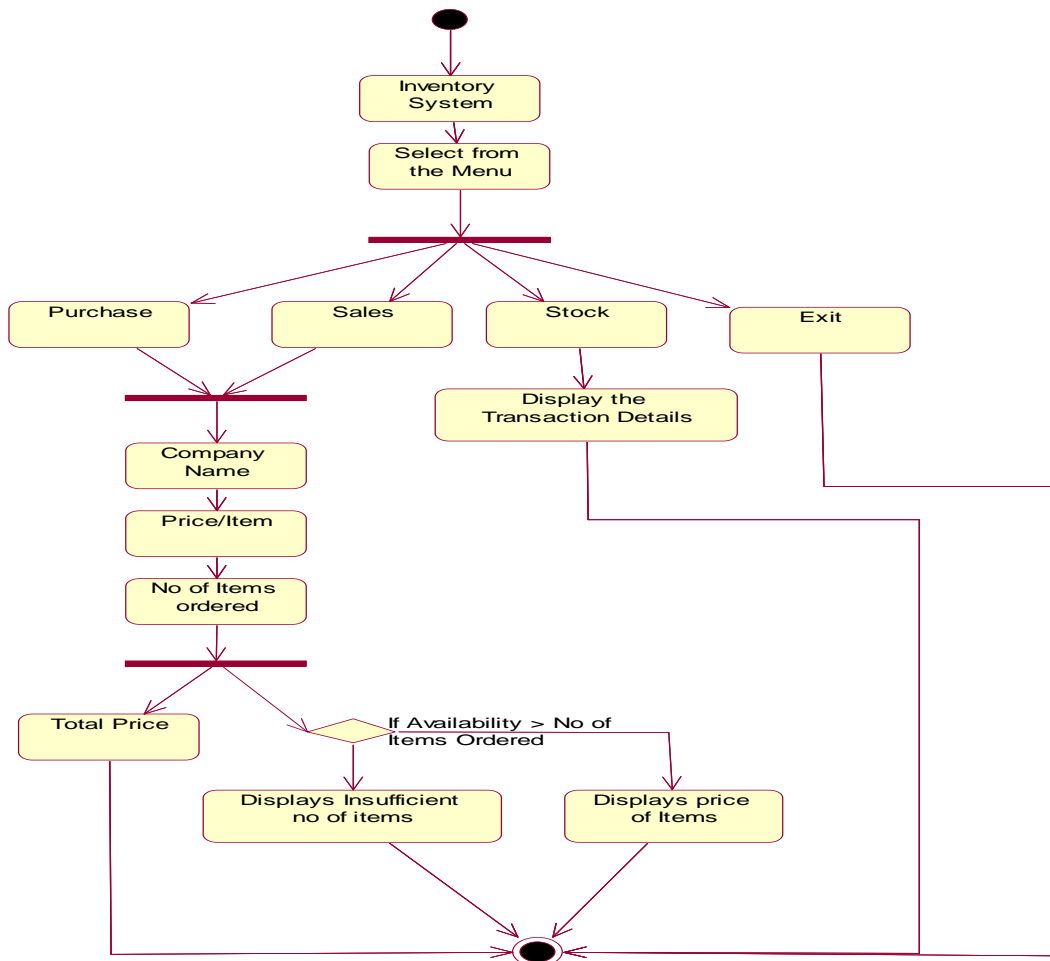 Inventory
System
Select from
the Menu
Purchase
Sales
Stock
Exit
Display the
Transaction Details
Company
Name
Price/Item
No of Items
ordered
Total Price
If Availability > No of
Items Ordered
Displays Insufficient
no of items
Displays price
of Items